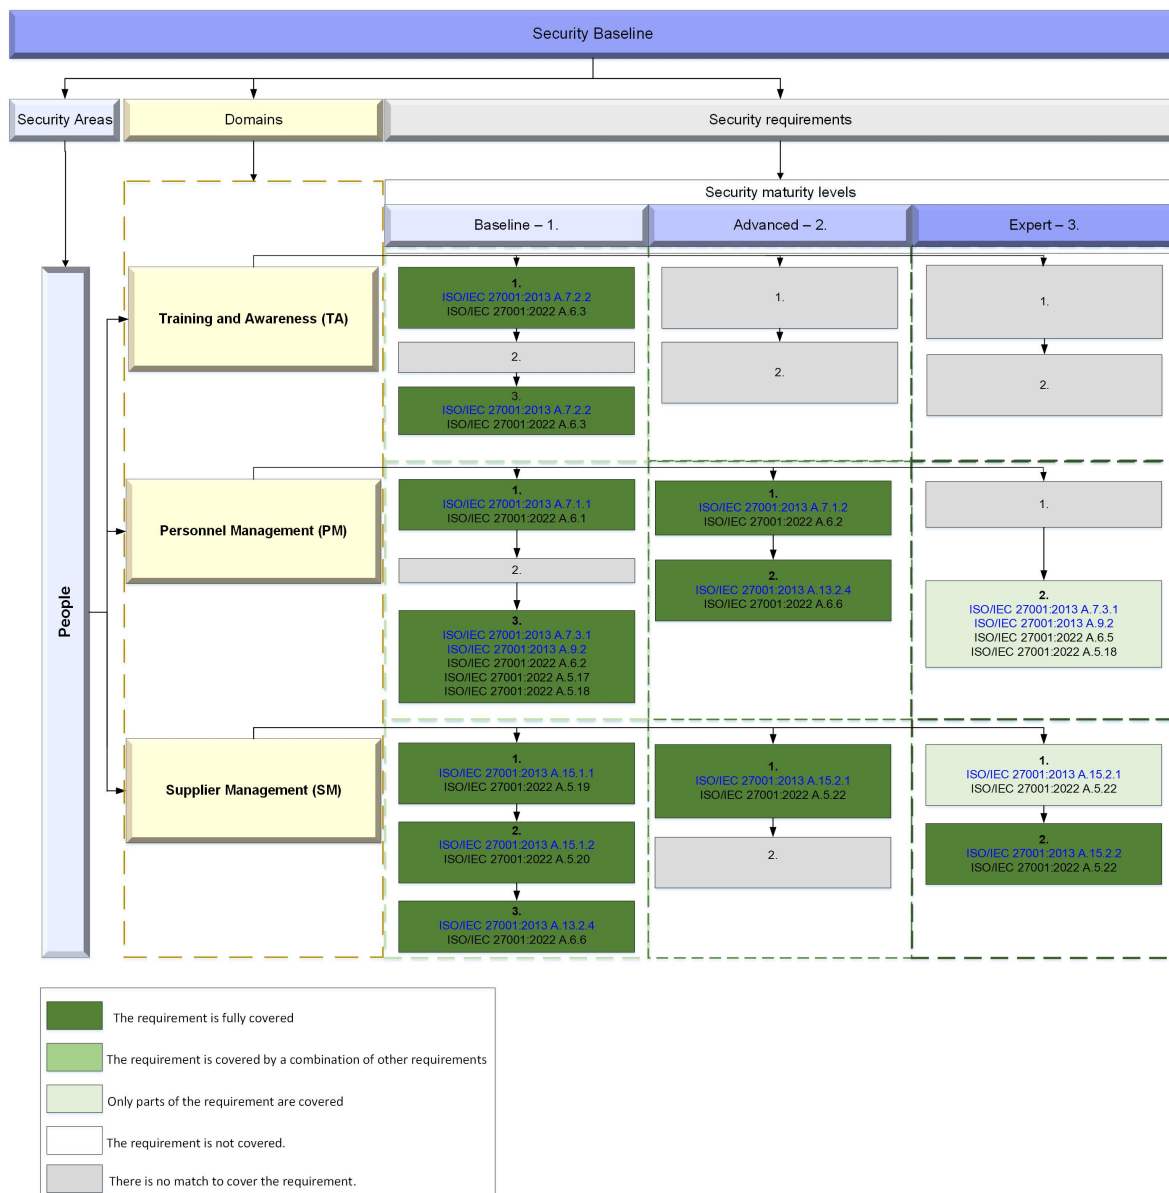 Security Baseline
Security Areas
Domains
Security requirements
Security maturity levels
Baseline – 1.
Advanced – 2.
Expert – 3.
People
Training and Awareness (TA)
1.
ISO/IEC 27001:2013 A.7.2.2
ISO/IEC 27001:2022 A.6.3
2.
3.
ISO/IEC 27001:2013 A.7.2.2
ISO/IEC 27001:2022 A.6.3
1.
2.
1.
2.
Personnel Management (PM)
1.
ISO/IEC 27001:2013 A.7.1.1
ISO/IEC 27001:2022 A.6.1
2.
3.
ISO/IEC 27001:2013 A.7.3.1
ISO/IEC 27001:2013 A.9.2
ISO/IEC 27001:2022 A.6.2
ISO/IEC 27001:2022 A.5.17
ISO/IEC 27001:2022 A.5.18
1.
ISO/IEC 27001:2013 A.7.1.2
ISO/IEC 27001:2022 A.6.2
2.
ISO/IEC 27001:2013 A.13.2.4
ISO/IEC 27001:2022 A.6.6
1.
2.
ISO/IEC 27001:2013 A.7.3.1
ISO/IEC 27001:2013 A.9.2
ISO/IEC 27001:2022 A.6.5
ISO/IEC 27001:2022 A.5.18
Supplier Management (SM)
1.
ISO/IEC 27001:2013 A.15.1.1
ISO/IEC 27001:2022 A.5.19
2.
ISO/IEC 27001:2013 A.15.1.2
ISO/IEC 27001:2022 A.5.20
3.
ISO/IEC 27001:2013 A.13.2.4
ISO/IEC 27001:2022 A.6.6
1.
ISO/IEC 27001:2013 A.15.2.1
ISO/IEC 27001:2022 A.5.22
2.
1.
ISO/IEC 27001:2013 A.15.2.1
ISO/IEC 27001:2022 A.5.22
2.
ISO/IEC 27001:2013 A.15.2.2
ISO/IEC 27001:2022 A.5.22
The requirement is fully covered
The requirement is covered by a combination of other requirements
Only parts of the requirement are covered
The requirement is not covered.
There is no match to cover the requirement.